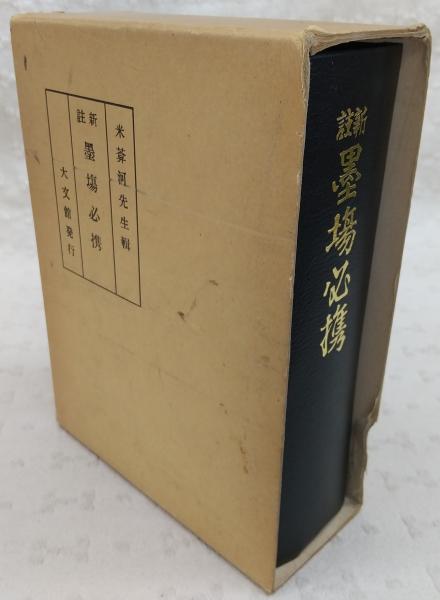 米葊河先生輯
新註 墨場必携
大文館発行
新註 墨場必携